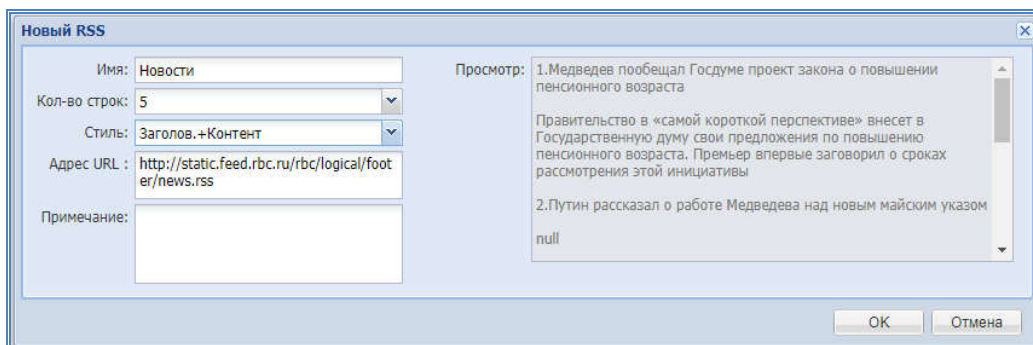 Новый RSS
Имя: Новости
Кол-во строк: 5
Стиль: Заголов.+Контент
Адрес URL : http://static.feed.rbc.ru/rbc/logical/foot
er/news.rss
Примечание:
Просмотр: 1.Медведев пообещал Госдуме проект закона о повышении
пенсионного возраста
Правительство в «самой короткой перспективе» внесет в
Государственную думу свои предложения по повышению
пенсионного возраста. Премьер впервые заговорил о сроках
рассмотрения этой инициативы
2.Путин рассказал о работе Медведева над новым майским указом
null
OK
Отмена